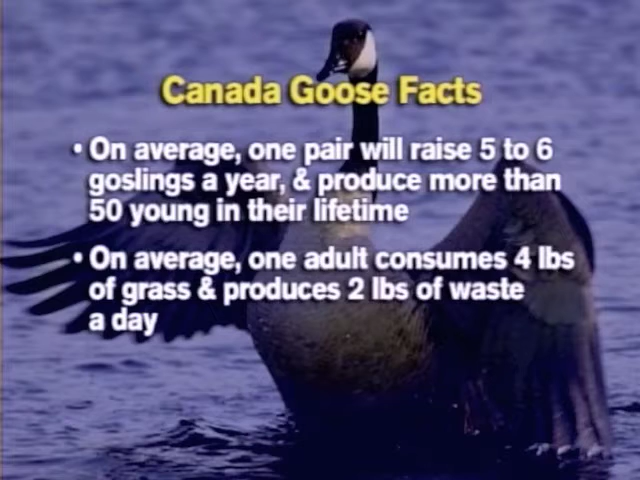 Canada Goose Facts
• On average, one pair will raise 5 to 6
goslings a year, & produce more than
50 young in their lifetime
• On average, one adult consumes 4 lbs
of grass & produces 2 lbs of waste
a day